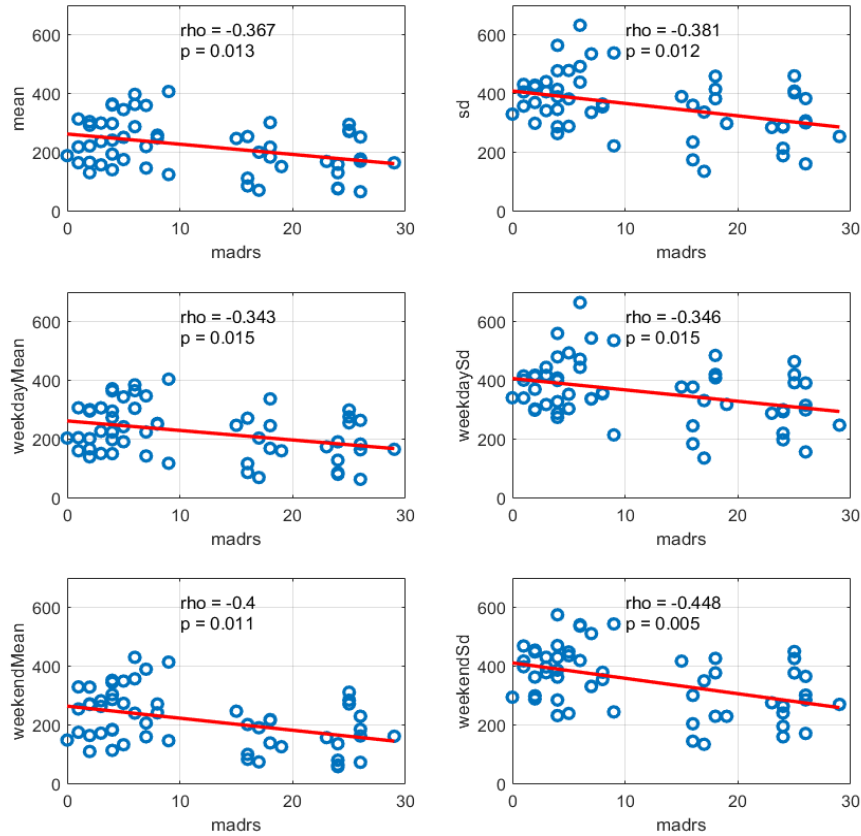 600
400
200
0
mean
rho = -0.367
p = 0.013
0
10
20
30
madrs
600
400
200
0
sd
rho = -0.381
p = 0.012
0
10
20
30
madrs
600
400
200
0
weekdayMean
rho = -0.343
p = 0.015
0
10
20
30
madrs
600
400
200
0
weekdaySd
rho = -0.346
p = 0.015
0
10
20
30
madrs
600
400
200
0
weekendMean
rho = -0.4
p = 0.011
0
10
20
30
madrs
600
400
200
0
weekendSd
rho = -0.448
p = 0.005
0
10
20
30
madrs